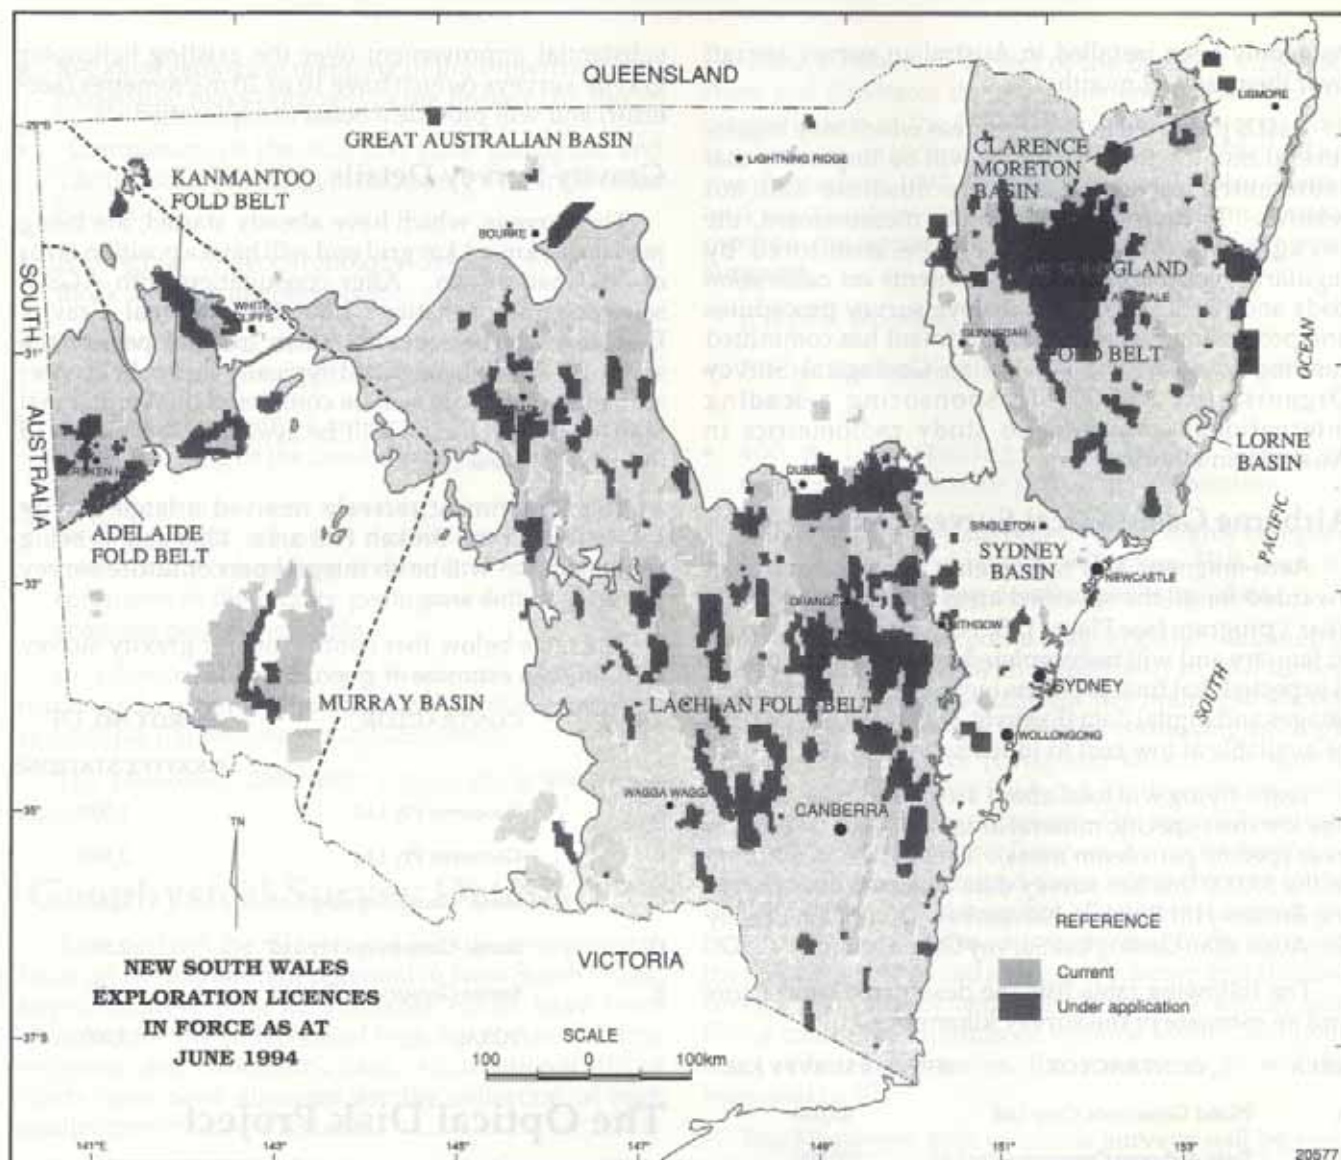 QUEENSLAND
LISMORE
29°S
GREAT AUSTRALIAN BASIN
LIGHTNING RIDGE
CLARENCE
MORETON
BASIN
KANMANTOO
FOLD BELT
BOURKE
SOUTH AUSTRALIA
WHITE
31°
FOLD BELT
SOUTH PACIFIC OCEAN
LORNE
BASIN
ADELAIDE
FOLD BELT
SINGLETON
SYDNEY
BASIN
NEWCASTLE
33°
ORANGE
SYDNEY
MURRAY BASIN
LACHLAN FOLD BELT
WOLLONGONG
WAGGA WAGGA
35°
CANBERRA
TN
VICTORIA
REFERENCE
Current
Under application
NEW SOUTH WALES
EXPLORATION LICENCES
IN FORCE AS AT
JUNE 1994
SCALE
100 0 100km
37°S
141°E 143° 145° 147° 149° 151° 153°
20577